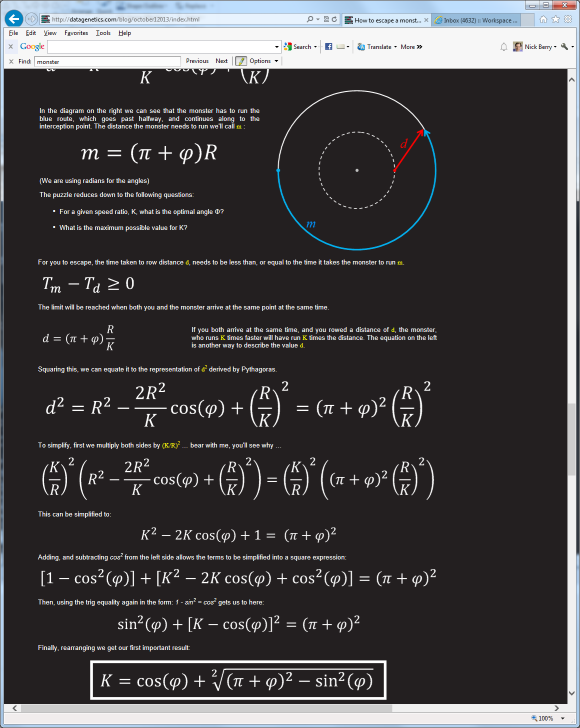 http://datagenetics.com/blog/october12013/index.html
How to escape a monst...
Inbox (4632) :: Workspace ...
File Edit View Favorites Tools Help
Google Search Translate More » Nick Berry
Find: monster Previous Next Options
In the diagram on the right we can see that the monster has to run the
blue route, which goes past halfway, and continues along to the
interception point. The distance the monster needs to run we'll call m :
m = (π + φ)R
d
m
(We are using radians for the angles)
The puzzle reduces down to the following questions:
• For a given speed ratio, K, what is the optimal angle Φ?
• What is the maximum possible value for K?
For you to escape, the time taken to row distance d, needs to be less than, or equal to the time it takes the monster to run m.
Tₘ − T_d ≥ 0
The limit will be reached when both you and the monster arrive at the same point at the same time.
d = (π + φ) R/K
If you both arrive at the same time, and you rowed a distance of d, the monster,
who runs K times faster will have run K times the distance. The equation on the left
is another way to describe the value d.
Squaring this, we can equate it to the representation of d² derived by Pythagoras.
d² = R² − 2R²/K cos(φ) + (R/K)² = (π + φ)² (R/K)²
To simplify, first we multiply both sides by (K/R)² ... bear with me, you'll see why ...
(K/R)² (R² − 2R²/K cos(φ) + (R/K)²) = (K/R)² ((π + φ)² (R/K)²)
This can be simplified to:
K² − 2K cos(φ) + 1 = (π + φ)²
Adding, and subtracting cos² from the left side allows the terms to be simplified into a square expression:
[1 − cos²(φ)] + [K² − 2K cos(φ) + cos²(φ)] = (π + φ)²
Then, using the trig equality again in the form: 1 - sin² = cos² gets us to here:
sin²(φ) + [K − cos(φ)]² = (π + φ)²
Finally, rearranging we get our first important result:
K = cos(φ) + ²√((π + φ)² − sin²(φ))
100%